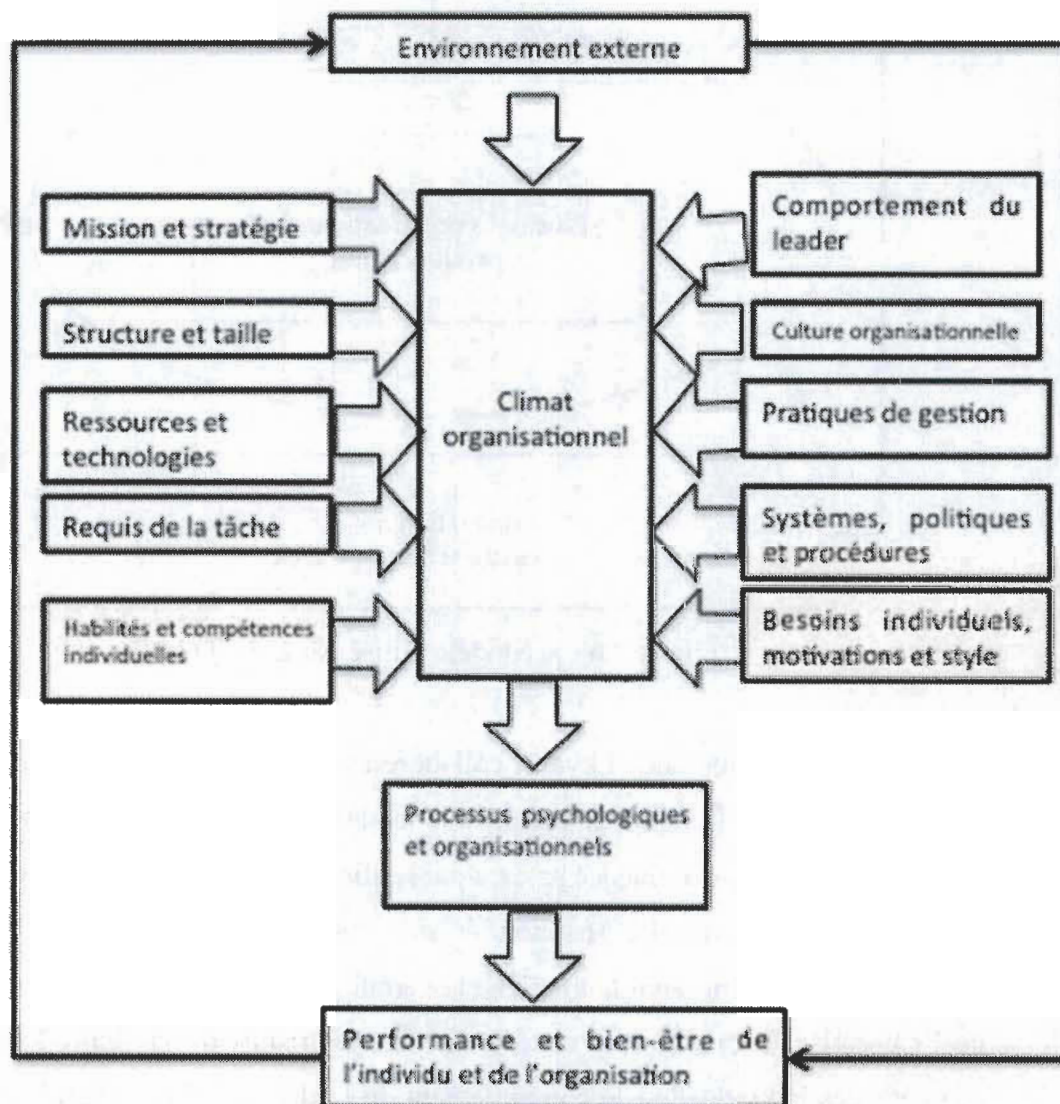 Environnement externe
Mission et stratégie
Structure et taille
Ressources et
technologies
Requis de la tâche
Habilités et compétences
individuelles
Climat
organisationnel
Comportement du
leader
Culture organisationnelle
Pratiques de gestion
Systèmes, politiques
et procédures
Besoins individuels,
motivations et style
Processus psychologiques
et organisationnels
Performance et bien-être de
l'individu et de l'organisation